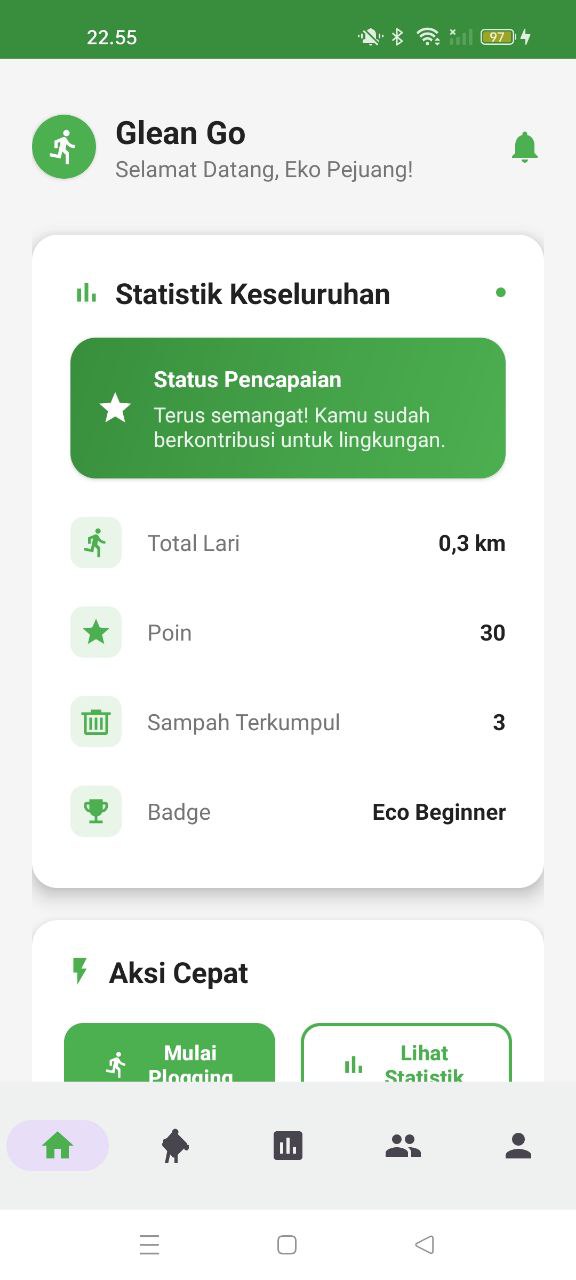 22.55
97
Glean Go
Selamat Datang, Eko Pejuang!
Statistik Keseluruhan
Status Pencapaian
Terus semangat! Kamu sudah
berkontribusi untuk lingkungan.
Total Lari 0,3 km
Poin 30
Sampah Terkumpul 3
Badge Eco Beginner
Aksi Cepat
Mulai
Plogging
Lihat
Statistik